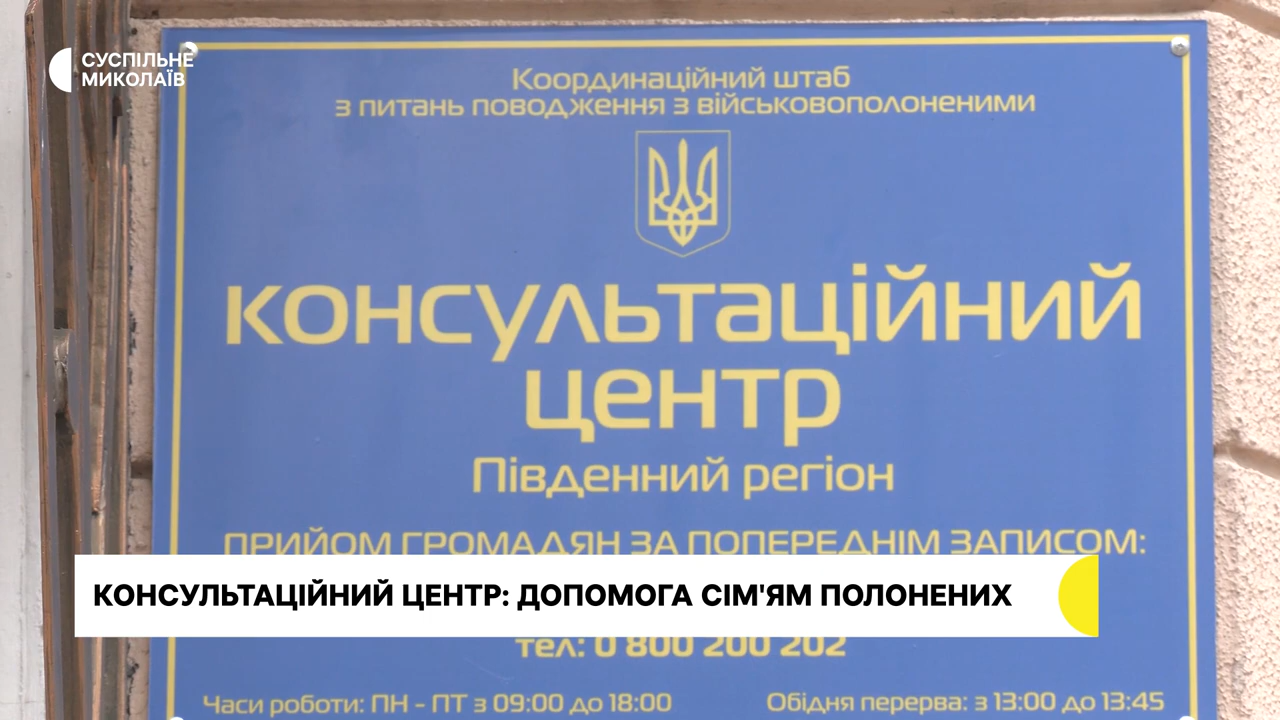 СУСПІЛЬНЕ
МИКОЛАЇВ
Координаційний штаб
з питань поводження з військовополоненими
консультаційний
центр
Південний регіон
ПРИЙОМ ГРОМАДЯН ЗА ПОПЕРЕДНІМ ЗАПИСОМ:
КОНСУЛЬТАЦІЙНИЙ ЦЕНТР: ДОПОМОГА СІМ'ЯМ ПОЛОНЕНИХ
тел: 0 800 200 202
Часи роботи: ПН - ПТ з 09:00 до 18:00
Обідня перерва: з 13:00 до 13:45